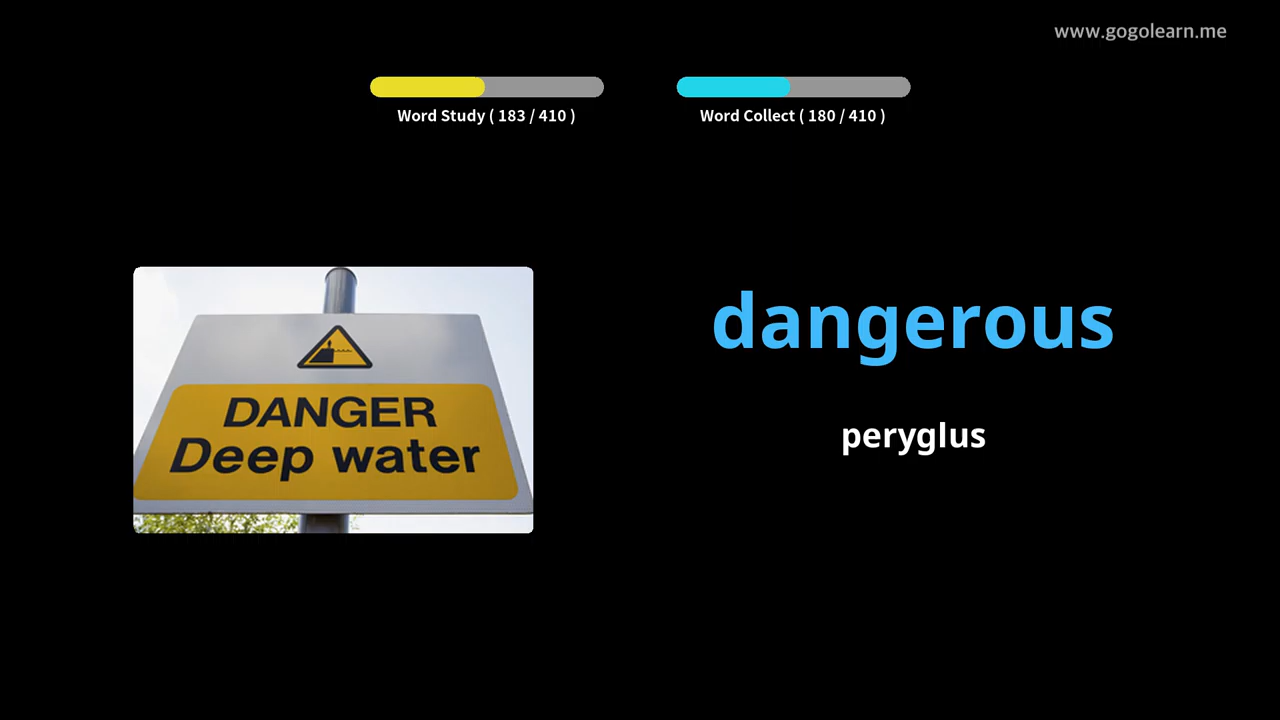 www.gogolearn.me
Word Study ( 183 / 410 )
Word Collect ( 180 / 410 )
DANGER
Deep water
dangerous
peryglus